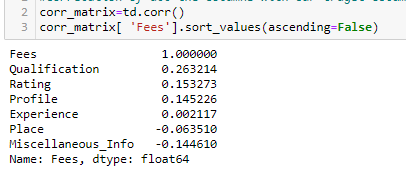 2 corr_matrix=td.corr()
3 corr_matrix[ 'Fees'].sort_values(ascending=False)
Fees 1.000000
Qualification 0.263214
Rating 0.153273
Profile 0.145226
Experience 0.002117
Place -0.063510
Miscellaneous_Info -0.144610
Name: Fees, dtype: float64